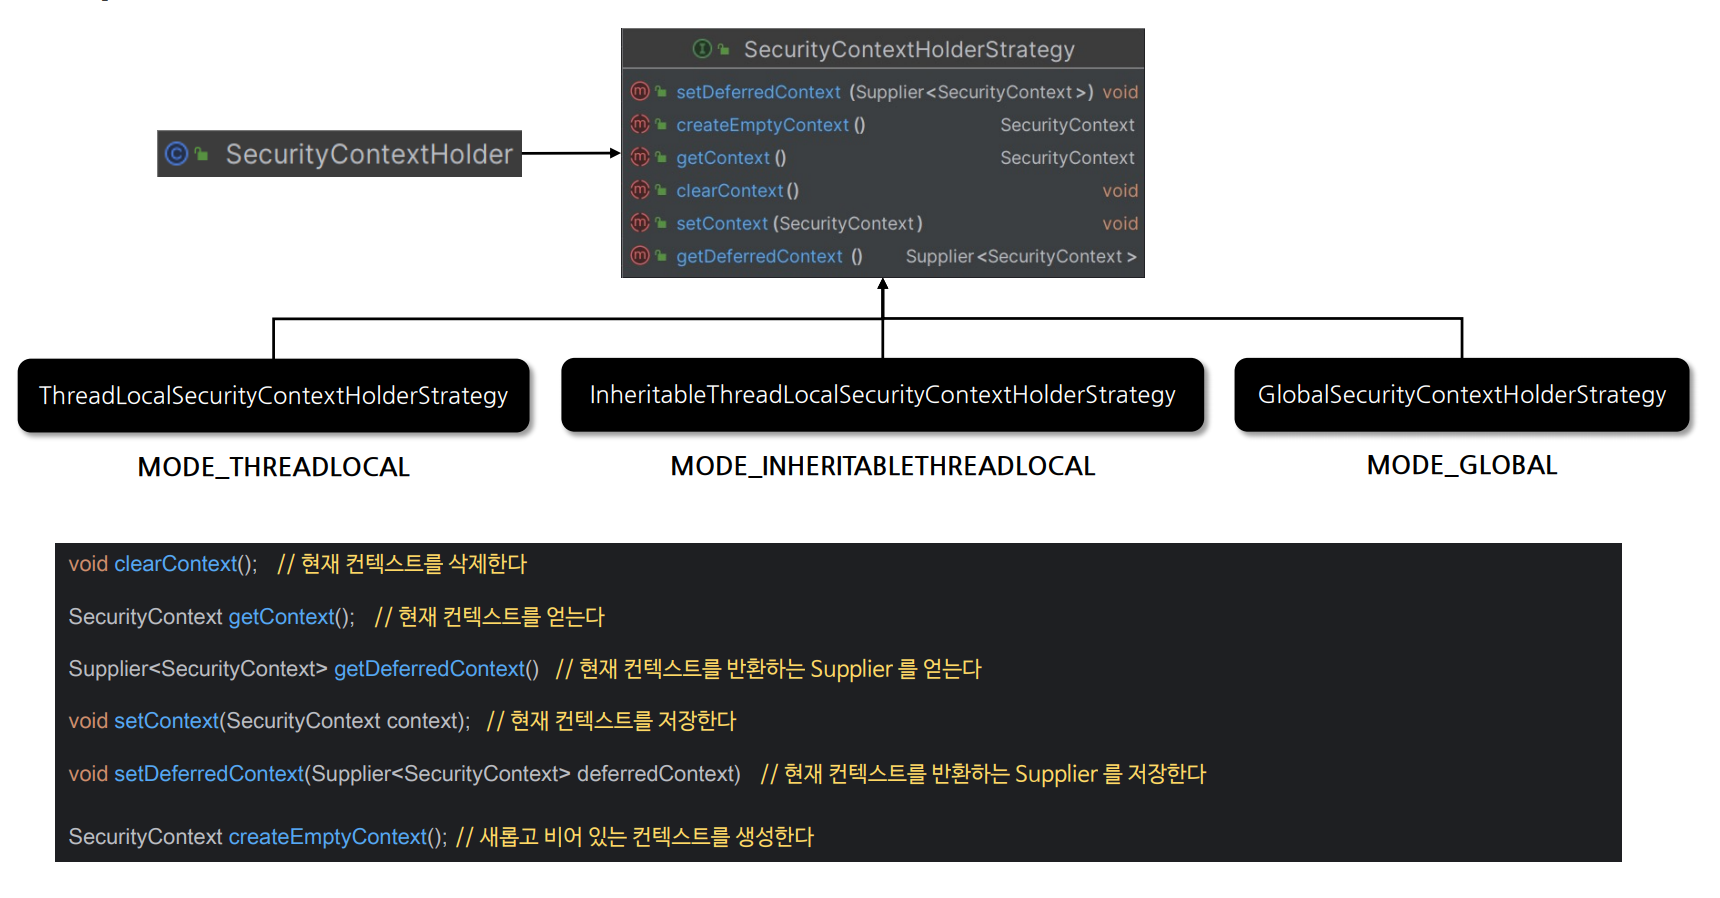 SecurityContextHolderStrategy
setDeferredContext (Supplier<SecurityContext>) void
createEmptyContext () SecurityContext
getContext () SecurityContext
clearContext () void
setContext (SecurityContext) void
getDeferredContext () Supplier<SecurityContext>
SecurityContextHolder
ThreadLocalSecurityContextHolderStrategy
InheritableThreadLocalSecurityContextHolderStrategy
GlobalSecurityContextHolderStrategy
MODE_THREADLOCAL
MODE_INHERITABLETHREADLOCAL
MODE_GLOBAL
void clearContext(); // 현재 컨텍스트를 삭제한다
SecurityContext getContext(); // 현재 컨텍스트를 얻는다
Supplier<SecurityContext> getDeferredContext() // 현재 컨텍스트를 반환하는 Supplier 를 얻는다
void setContext(SecurityContext context); // 현재 컨텍스트를 저장한다
void setDeferredContext(Supplier<SecurityContext> deferredContext) // 현재 컨텍스트를 반환하는 Supplier 를 저장한다
SecurityContext createEmptyContext(); // 새롭고 비어 있는 컨텍스트를 생성한다